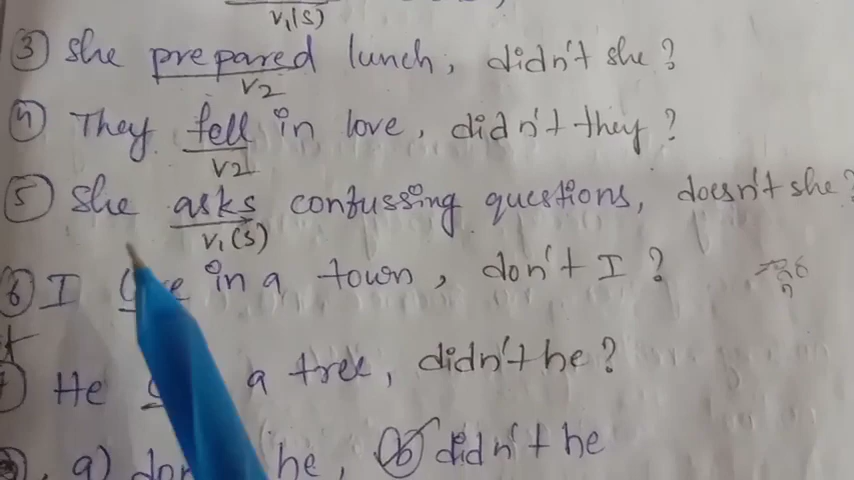 V1(S)
③ She prepared lunch, didn't she?
V2
④ They fell in love, didn't they?
V2
⑤ She asks confussing questions, doesn't she?
V1(S)
⑥ I in a town, don't I?
He a tree, didn't he?
a) he, ⓑ didn't he